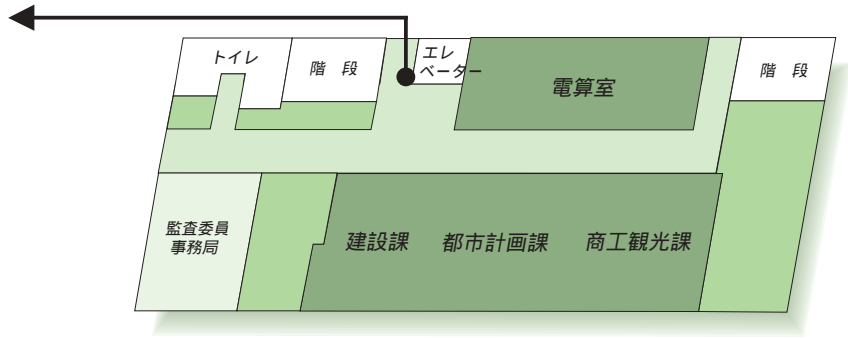 トイレ
階 段
エレ
ベーター
電算室
階 段
監査委員
事務局
建設課
都市計画課
商工観光課